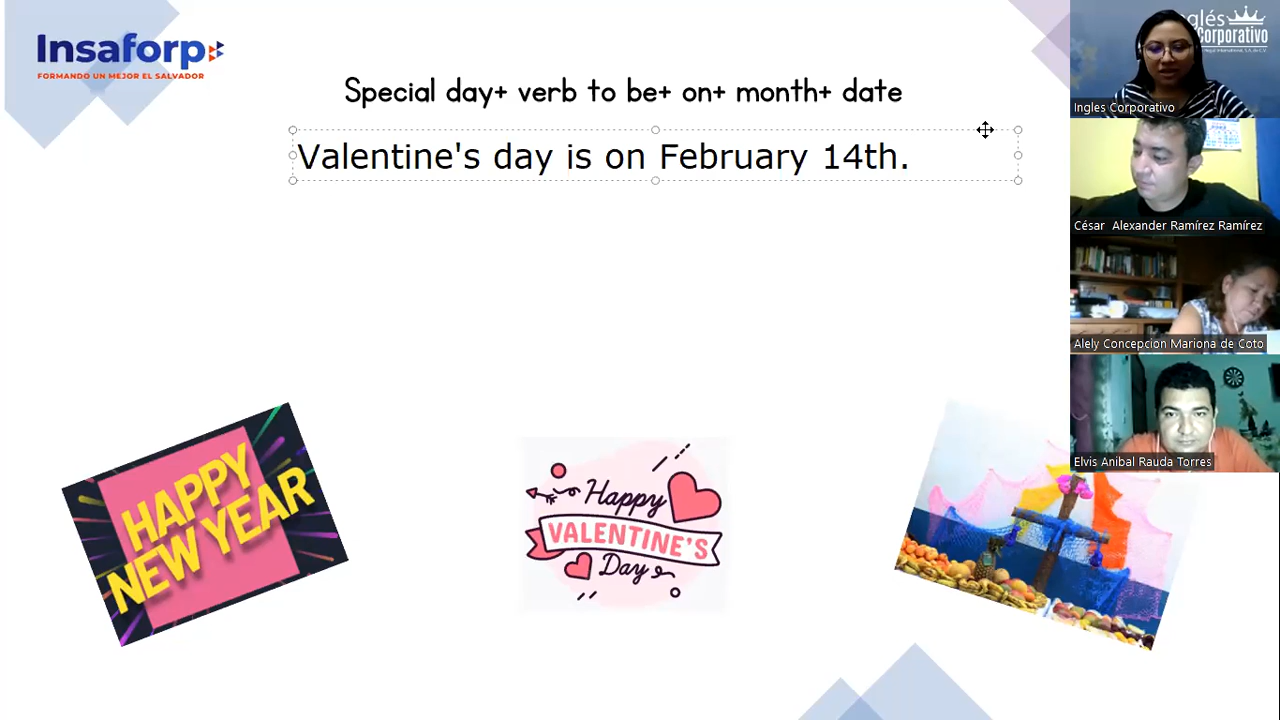 Insaforp
FORMANDO UN MEJOR EL SALVADOR
Special day+ verb to be+ on+ month+ date
Valentine's day is on February 14th.
HAPPY
NEW YEAR
Happy
VALENTINE'S
Day
Inglés
Corporativo
Ingles Corporativo
César Alexander Ramírez Ramírez
Alely Concepcion Mariona de Coto
Elvis Anibal Rauda Torres